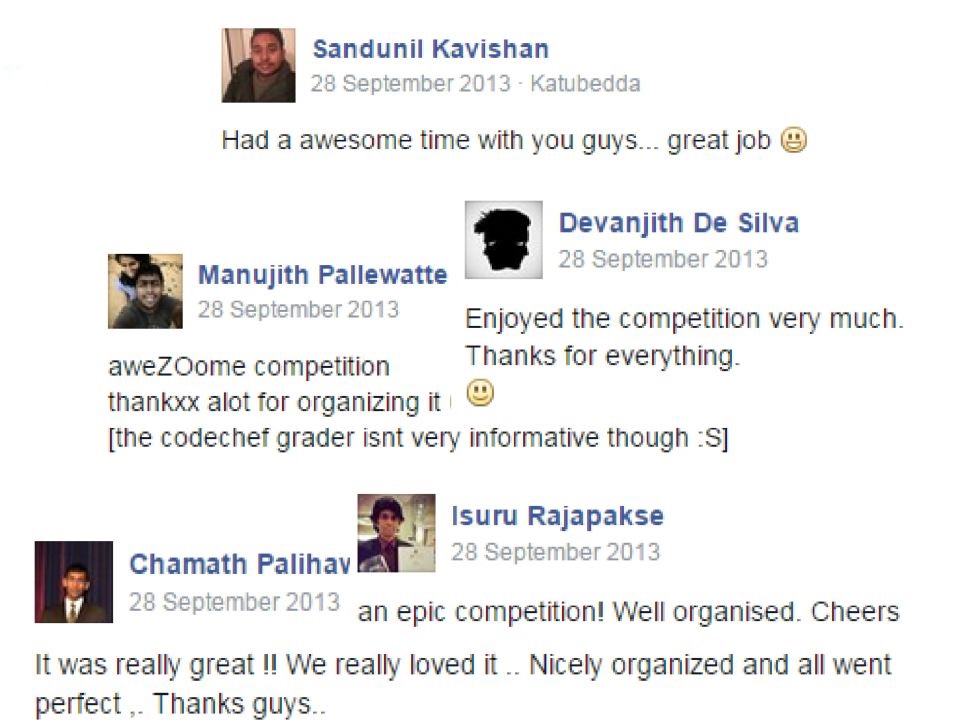 Sandunil Kavishan
28 September 2013 · Katubedda
Had a awesome time with you guys... great job
Devanjith De Silva
28 September 2013
Enjoyed the competition very much.
Thanks for everything.
Manujith Pallewatte
28 September 2013
aweZOome competition
thankxx alot for organizing it
[the codechef grader isnt very informative though :S]
Isuru Rajapakse
28 September 2013
an epic competition! Well organised. Cheers
Chamath
28 September 2013
It was really great !! We really loved it .. Nicely organized and all went
perfect ,. Thanks guys..